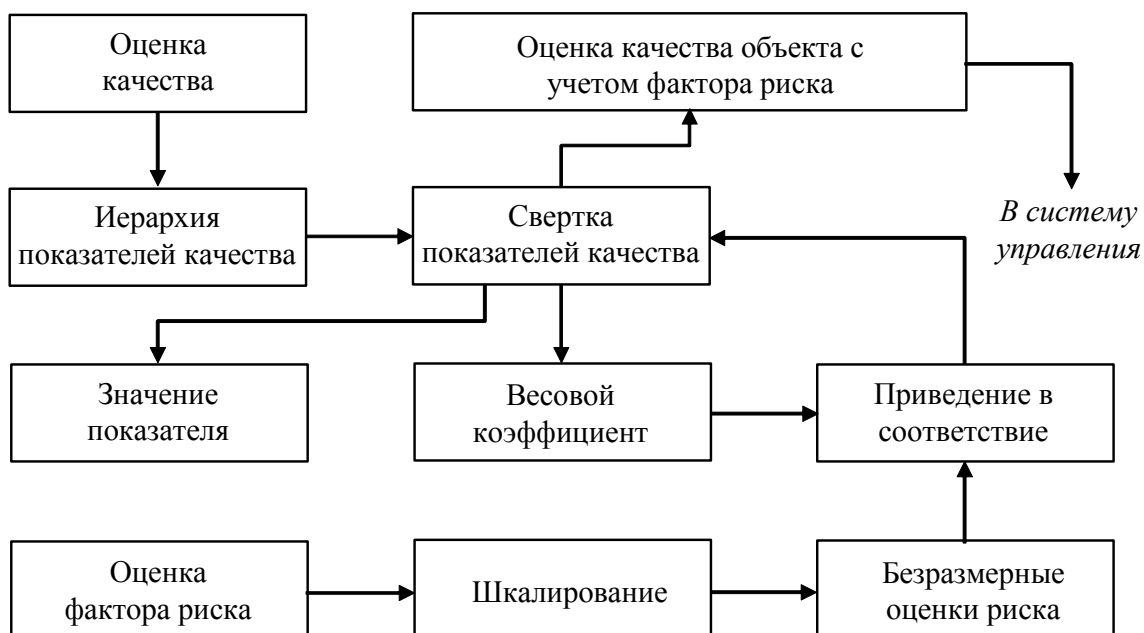 Оценка
качества
Оценка качества объекта с
учетом фактора риска
Иерархия
показателей качества
Свертка
показателей качества
В систему
управления
Значение
показателя
Весовой
коэффициент
Приведение в
соответствие
Оценка
фактора риска
Шкалирование
Безразмерные
оценки риска